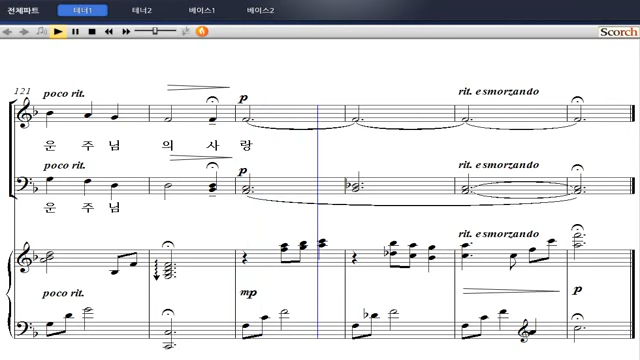 전체파트 테너1 테너2 베이스1 베이스2
Scorch
121 poco rit. p rit. e smorzando
운 주 님 의 사 랑
poco rit. p rit. e smorzando
운 주 님
rit. e smorzando
poco rit. mp p